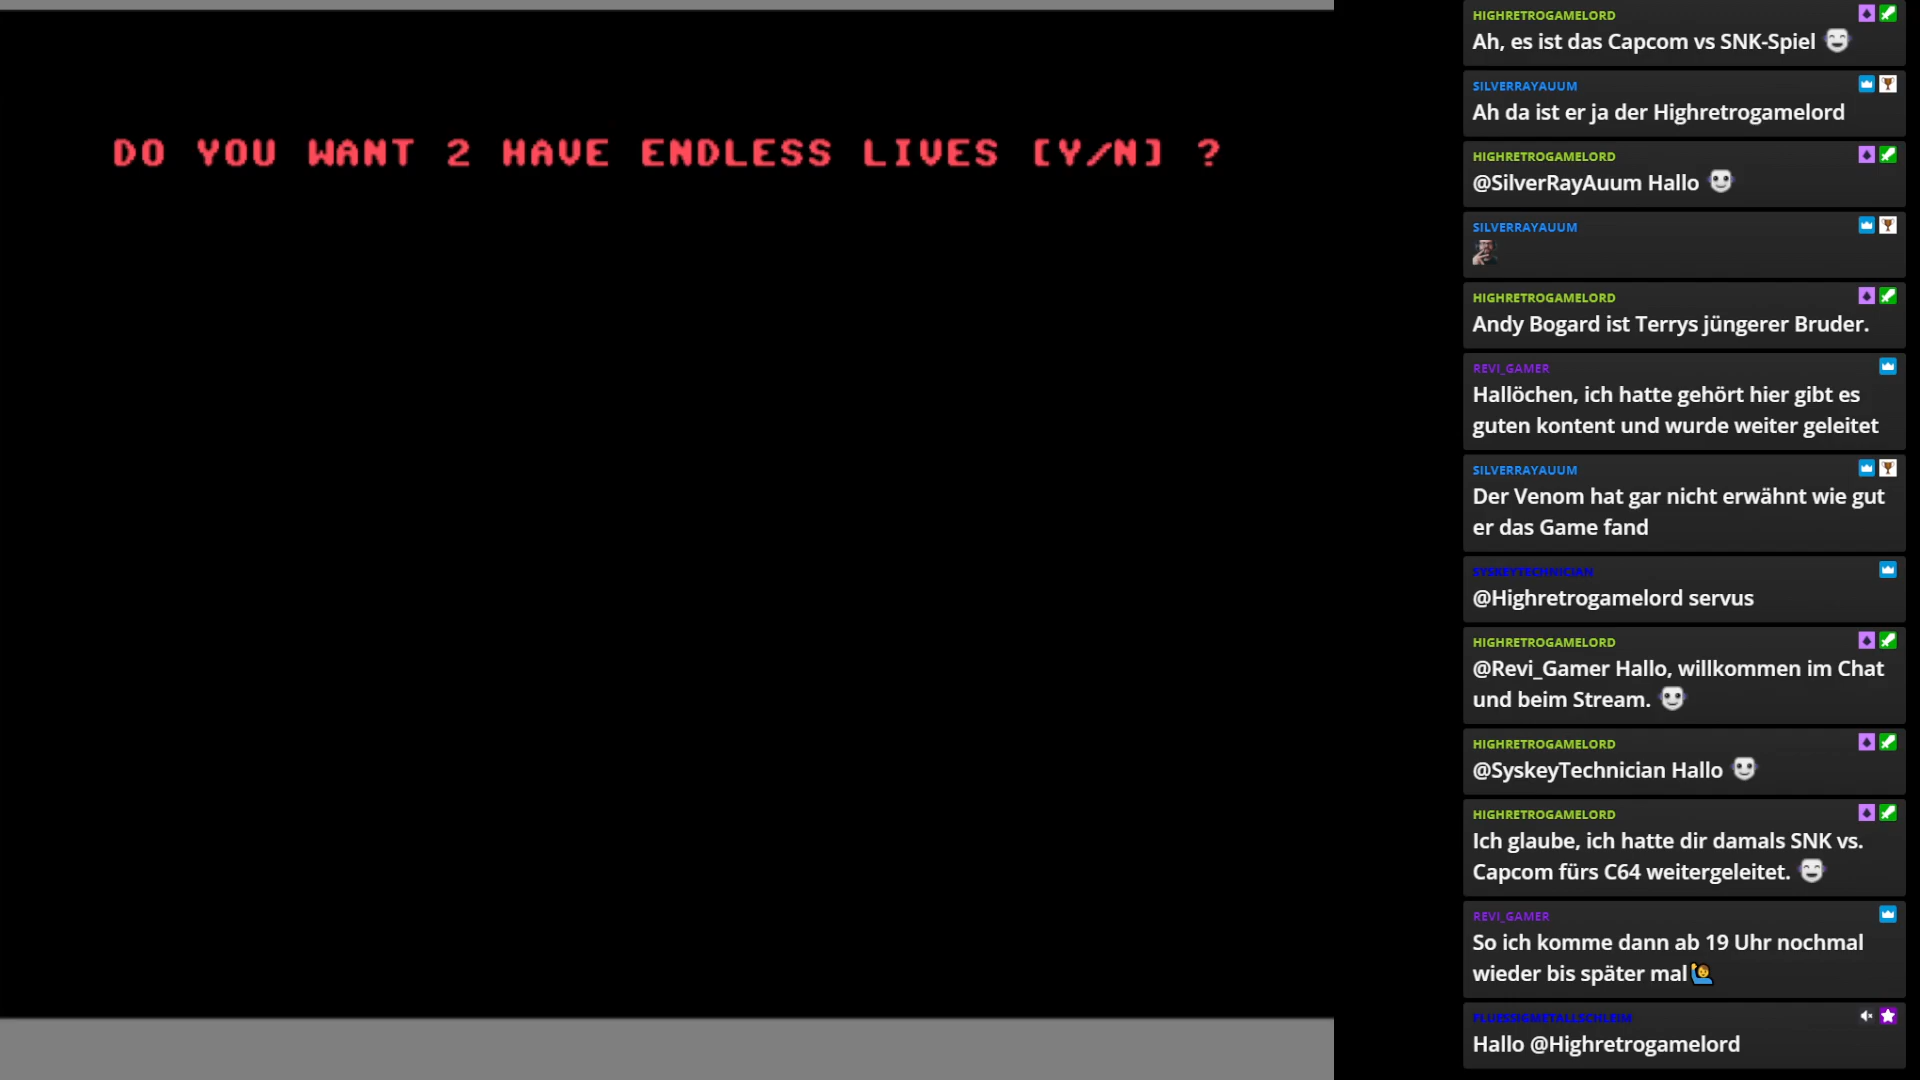 DO YOU WANT 2 HAVE ENDLESS LIVES [Y/N] ?
HIGHRETROGAMELORD
Ah, es ist das Capcom vs SNK-Spiel
SILVERRAYAUUM
Ah da ist er ja der Highretrogamelord
HIGHRETROGAMELORD
@SilverRayAuum Hallo
SILVERRAYAUUM
HIGHRETROGAMELORD
Andy Bogard ist Terrys jüngerer Bruder.
REVI_GAMER
Hallöchen, ich hatte gehört hier gibt es
guten kontent und wurde weiter geleitet
SILVERRAYAUUM
Der Venom hat gar nicht erwähnt wie gut
er das Game fand
SYSKEYTECHNICIAN
@Highretrogamelord servus
HIGHRETROGAMELORD
@Revi_Gamer Hallo, willkommen im Chat
und beim Stream.
HIGHRETROGAMELORD
@SyskeyTechnician Hallo
HIGHRETROGAMELORD
Ich glaube, ich hatte dir damals SNK vs.
Capcom fürs C64 weitergeleitet.
REVI_GAMER
So ich komme dann ab 19 Uhr nochmal
wieder bis später mal
FLUESSIGMETALLSCHLEIM
Hallo @Highretrogamelord